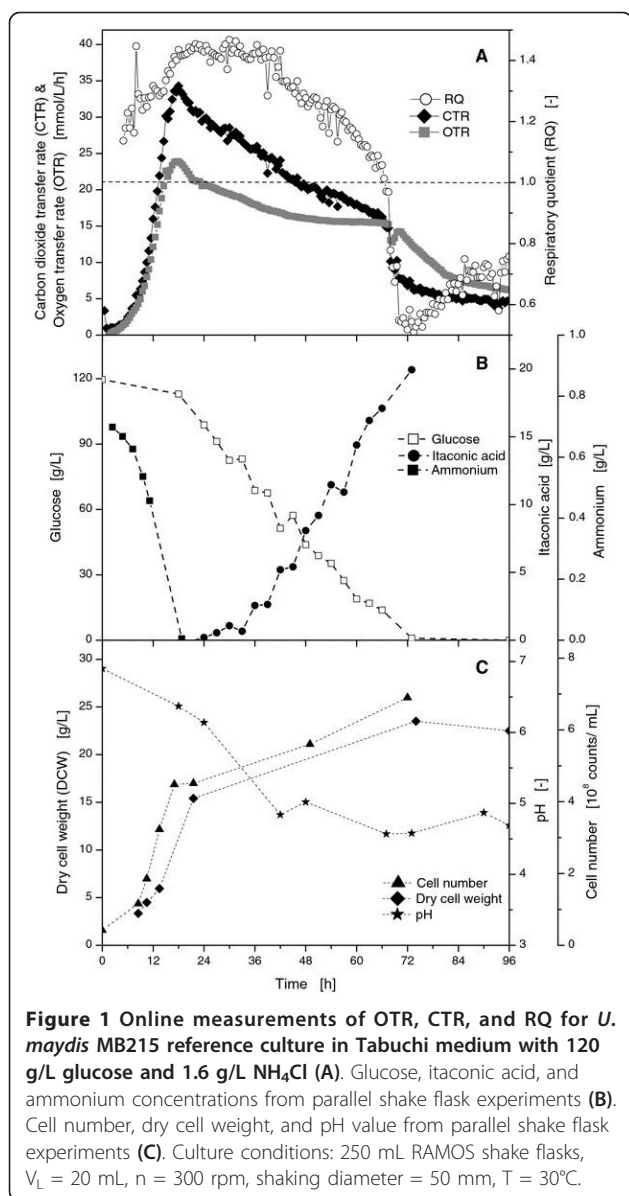 A
Carbon dioxide transfer rate (CTR) &
Oxygen transfer rate (OTR) [mmol/L/h]
40
35
30
25
20
15
10
5
0
RQ
CTR
OTR
1.4
1.2
1.0
0.8
0.6
Respiratory quotient (RQ) [-]
B
Glucose [g/L]
120
90
60
30
0
Glucose
Itaconic acid
Ammonium
20
15
10
5
0
Itaconic acid [g/L]
1.0
0.8
0.6
0.4
0.2
0.0
Ammonium [g/L]
C
Dry cell weight (DCW) [g/L]
30
25
20
15
10
5
0
Cell number
Dry cell weight
pH
7
6
5
4
3
pH [-]
8
6
4
2
0
Cell number [10⁸ counts/ mL]
0 12 24 36 48 60 72 84 96
Time [h]
Figure 1 Online measurements of OTR, CTR, and RQ for U.
maydis MB215 reference culture in Tabuchi medium with 120
g/L glucose and 1.6 g/L NH₄Cl (A). Glucose, itaconic acid, and
ammonium concentrations from parallel shake flask experiments (B).
Cell number, dry cell weight, and pH value from parallel shake flask
experiments (C). Culture conditions: 250 mL RAMOS shake flasks,
V_L = 20 mL, n = 300 rpm, shaking diameter = 50 mm, T = 30°C.